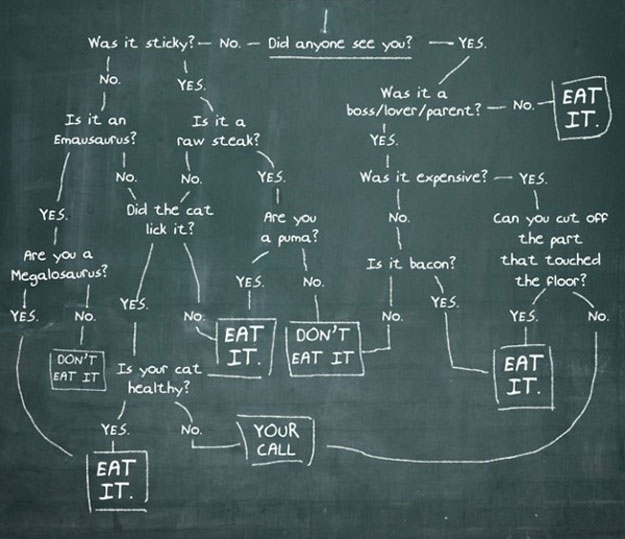 Was it sticky? — No. — Did anyone see you? — YES.
No.
YES.
Was it a
boss/lover/parent? — No. —
EAT
IT.
Is it an
Emausaurus?
Is it a
raw steak?
YES.
No.
No.
YES.
Was it expensive? — YES.
YES.
Did the cat
lick it?
Are you
a puma?
No.
Can you cut off
the part
that touched
the floor?
Are you a
Megalosaurus?
Is it bacon?
YES.
No.
YES.
No.
YES.
No.
No.
YES.
YES.
No.
EAT
IT.
DON'T
EAT IT
DON'T
EAT IT
EAT
IT.
Is your cat
healthy?
YES.
No.
YOUR
CALL
EAT
IT.